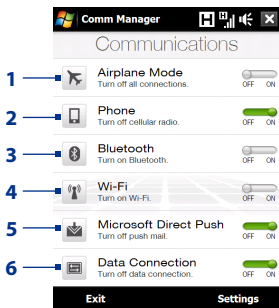 Comm Manager H H X
Communications
1 Airplane Mode
Turn off all connections. OFF ON
2 Phone
Turn off cellular radio. OFF ON
3 Bluetooth
Turn on Bluetooth. OFF ON
4 Wi-Fi
Turn on Wi-Fi. OFF ON
5 Microsoft Direct Push
Turn off push mail. OFF ON
6 Data Connection
Turn off data connection. OFF ON
Exit Settings